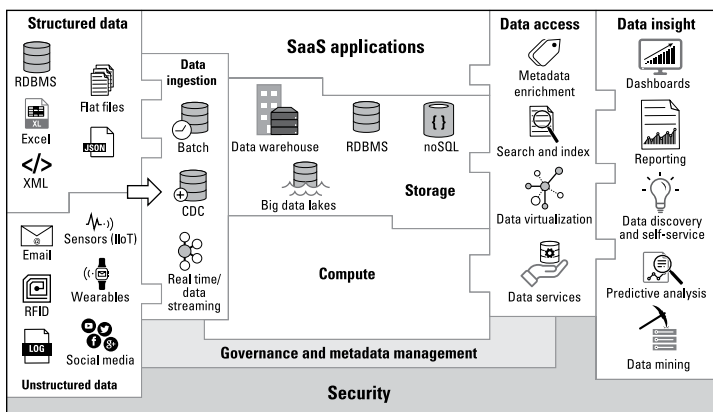 Structured data
RDBMS
Flat files
XL
Excel
JSON
</>
XML
@
Email
Sensors (IIoT)
RFID
Wearables
LOG
Social media
Unstructured data
Data
ingestion
Batch
CDC
Real time/
data
streaming
SaaS applications
Data warehouse
RDBMS
{ }
noSQL
Big data lakes
Storage
Compute
Data access
Metadata
enrichment
Search and index
Data virtualization
Data services
Data insight
Dashboards
Reporting
Data discovery
and self-service
Predictive analysis
Data mining
Governance and metadata management
Security